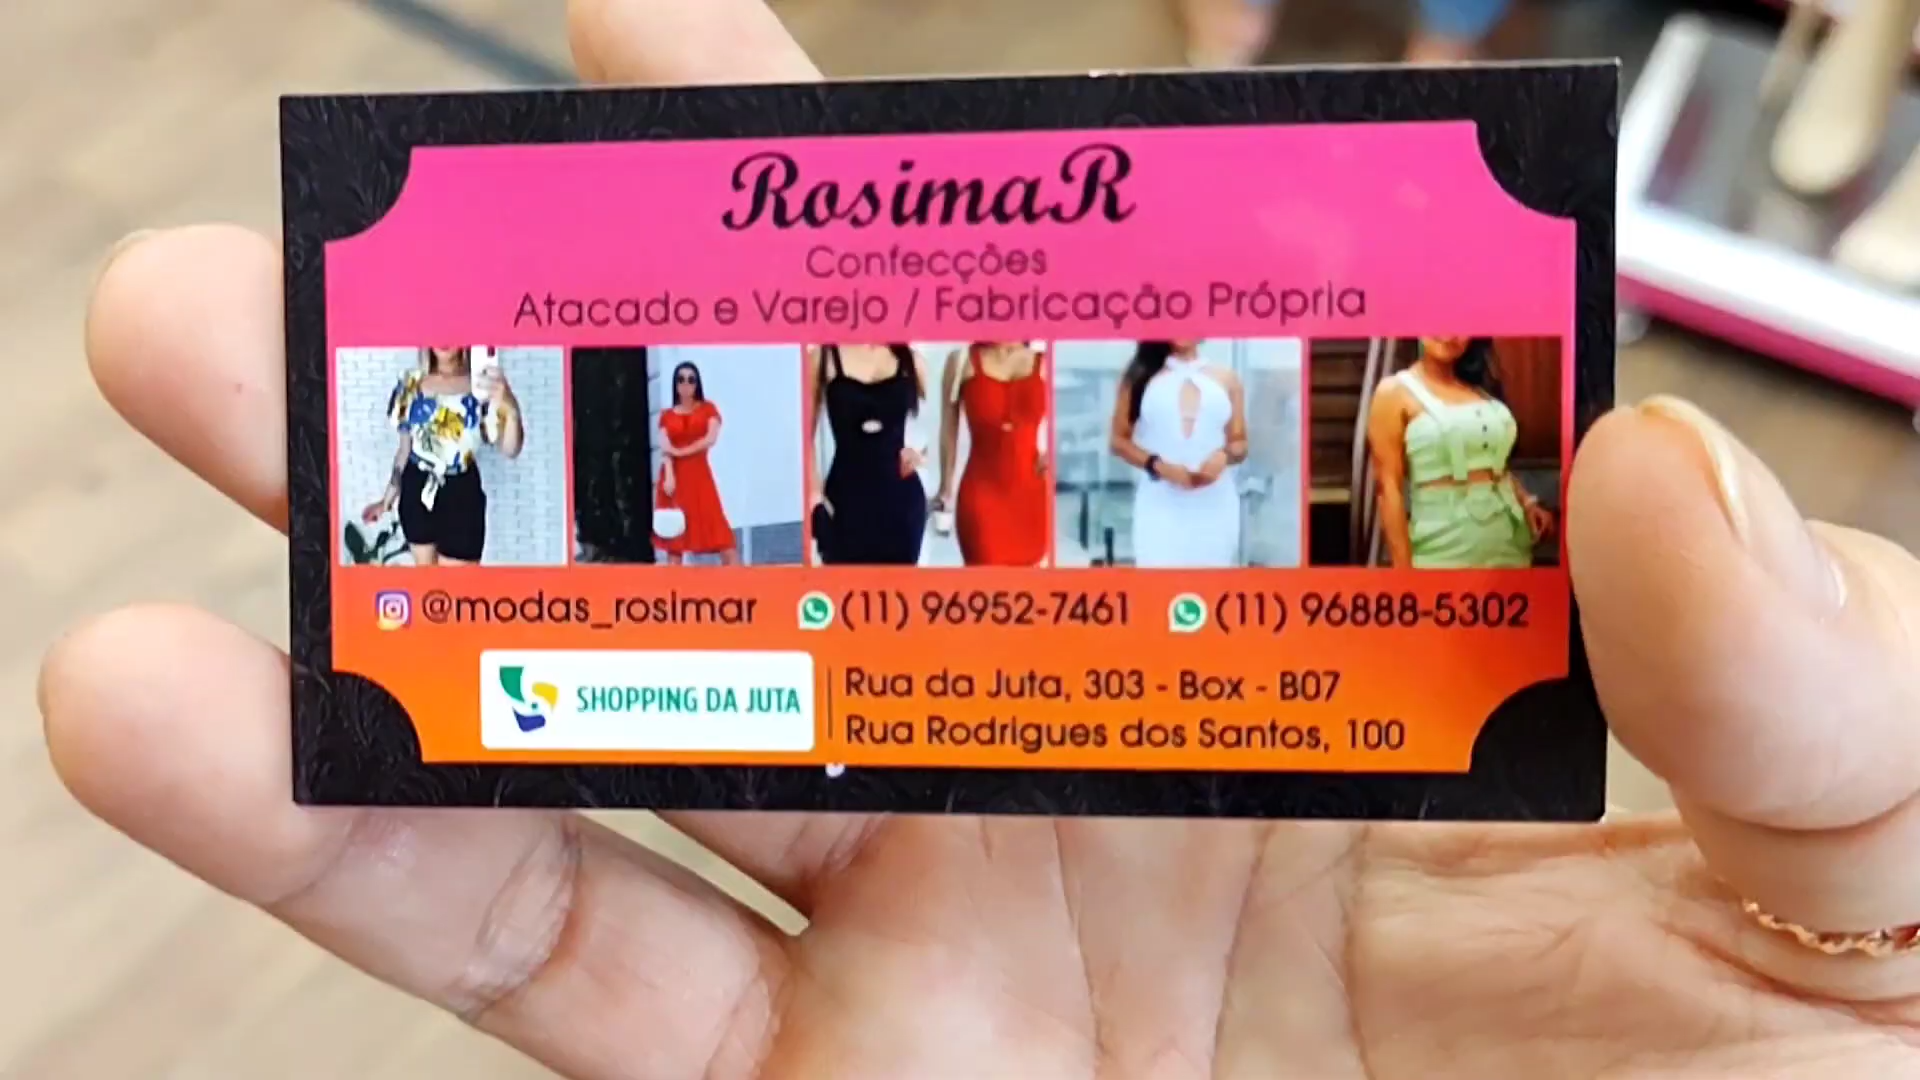 RosimaR
Confecções
Atacado e Varejo / Fabricação Própria
@modas_rosimar (11) 96952-7461 (11) 96888-5302
SHOPPING DA JUTA
Rua da Juta, 303 - Box - B07
Rua Rodrigues dos Santos, 100